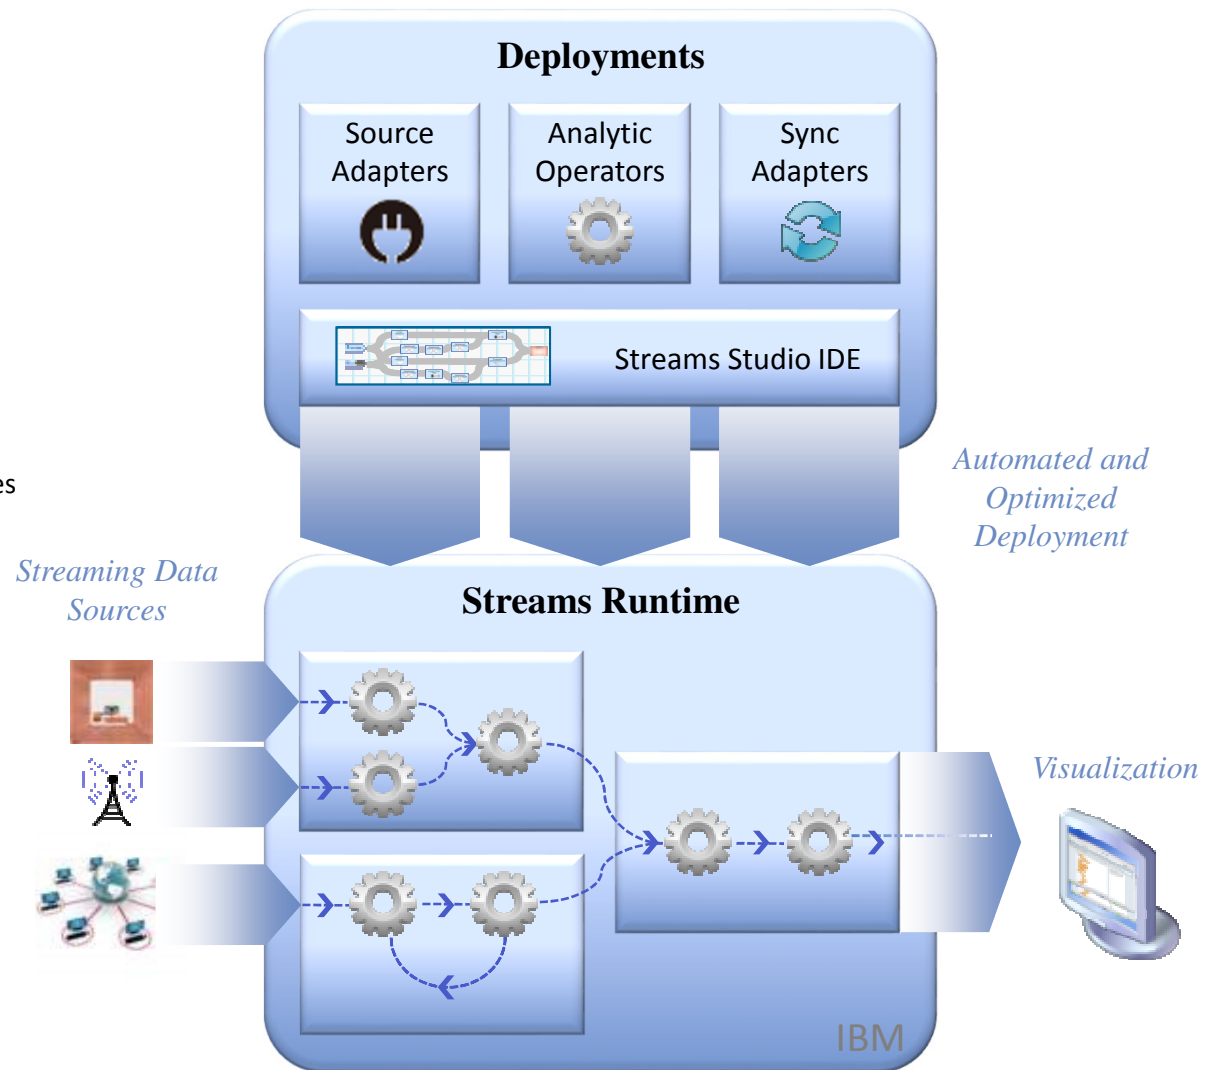 Deployments
Source
Adapters
Analytic
Operators
Sync
Adapters
Streams Studio IDE
Automated and
Optimized
Deployment
es
Streaming Data
Sources
Streams Runtime
Visualization
IBM